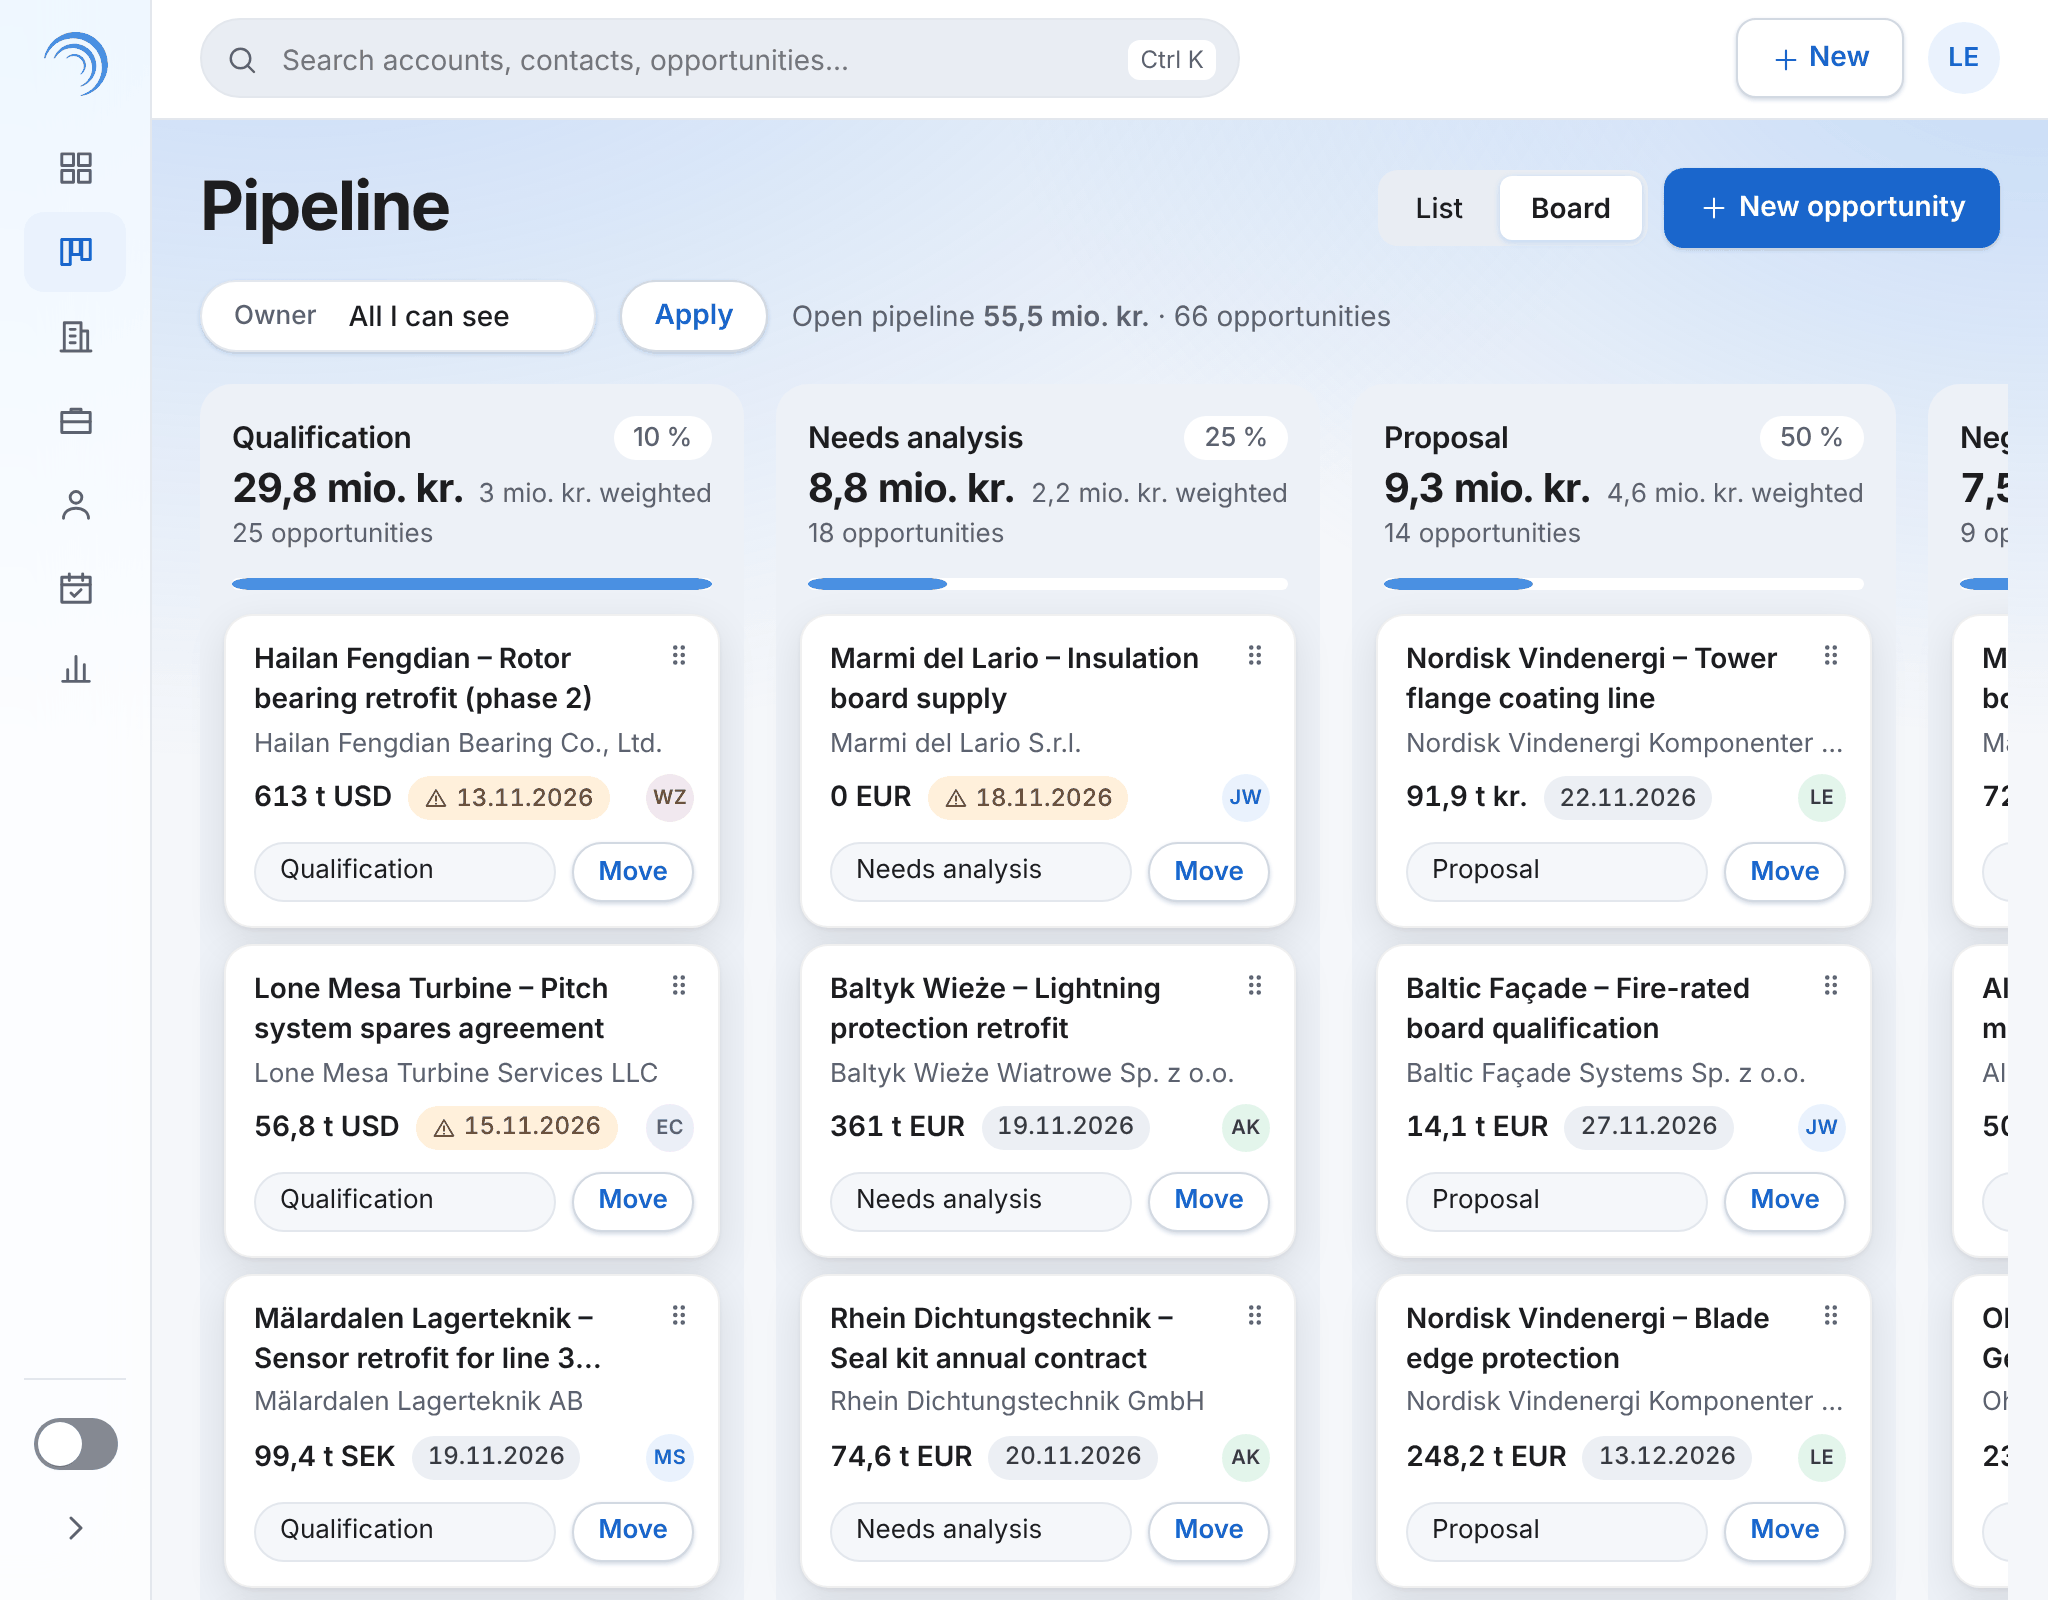 Search accounts, contacts, opportunities...
Ctrl K
New
LE
Pipeline
List
Board
New opportunity
Owner
All I can see
Apply
Open pipeline 55,5 mio. kr. · 66 opportunities
Qualification
10 %
29,8 mio. kr.
3 mio. kr. weighted
25 opportunities
Hailan Fengdian – Rotor
bearing retrofit (phase 2)
Hailan Fengdian Bearing Co., Ltd.
613 t USD
13.11.2026
WZ
Qualification
Move
Lone Mesa Turbine – Pitch
system spares agreement
Lone Mesa Turbine Services LLC
56,8 t USD
15.11.2026
EC
Qualification
Move
Mälardalen Lagerteknik –
Sensor retrofit for line 3...
Mälardalen Lagerteknik AB
99,4 t SEK
19.11.2026
MS
Qualification
Move
Needs analysis
25 %
8,8 mio. kr.
2,2 mio. kr. weighted
18 opportunities
Marmi del Lario – Insulation
board supply
Marmi del Lario S.r.l.
0 EUR
18.11.2026
JW
Needs analysis
Move
Baltyk Wieże – Lightning
protection retrofit
Baltyk Wieże Wiatrowe Sp. z o.o.
361 t EUR
19.11.2026
AK
Needs analysis
Move
Rhein Dichtungstechnik –
Seal kit annual contract
Rhein Dichtungstechnik GmbH
74,6 t EUR
20.11.2026
AK
Needs analysis
Move
Proposal
50 %
9,3 mio. kr.
4,6 mio. kr. weighted
14 opportunities
Nordisk Vindenergi – Tower
flange coating line
Nordisk Vindenergi Komponenter ...
91,9 t kr.
22.11.2026
LE
Proposal
Move
Baltic Façade – Fire-rated
board qualification
Baltic Façade Systems Sp. z o.o.
14,1 t EUR
27.11.2026
JW
Proposal
Move
Nordisk Vindenergi – Blade
edge protection
Nordisk Vindenergi Komponenter ...
248,2 t EUR
13.12.2026
LE
Proposal
Move
7,5
9